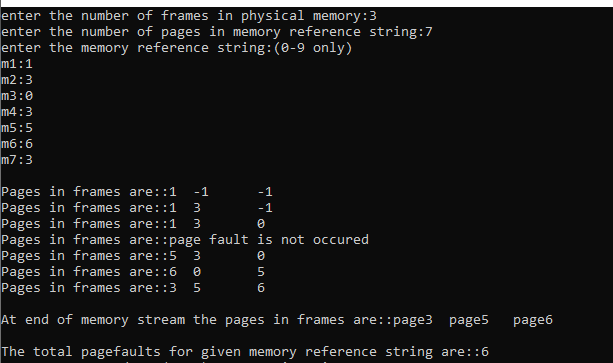 enter the number of frames in physical memory:3
enter the number of pages in memory reference string:7
enter the memory reference string:(0-9 only)
m1:1
m2:3
m3:0
m4:3
m5:5
m6:6
m7:3
Pages in frames are::1 -1 -1
Pages in frames are::1 3 -1
Pages in frames are::1 3 0
Pages in frames are::page fault is not occured
Pages in frames are::5 3 0
Pages in frames are::6 0 5
Pages in frames are::3 5 6
At end of memory stream the pages in frames are::page3 page5 page6
The total pagefaults for given memory reference string are::6